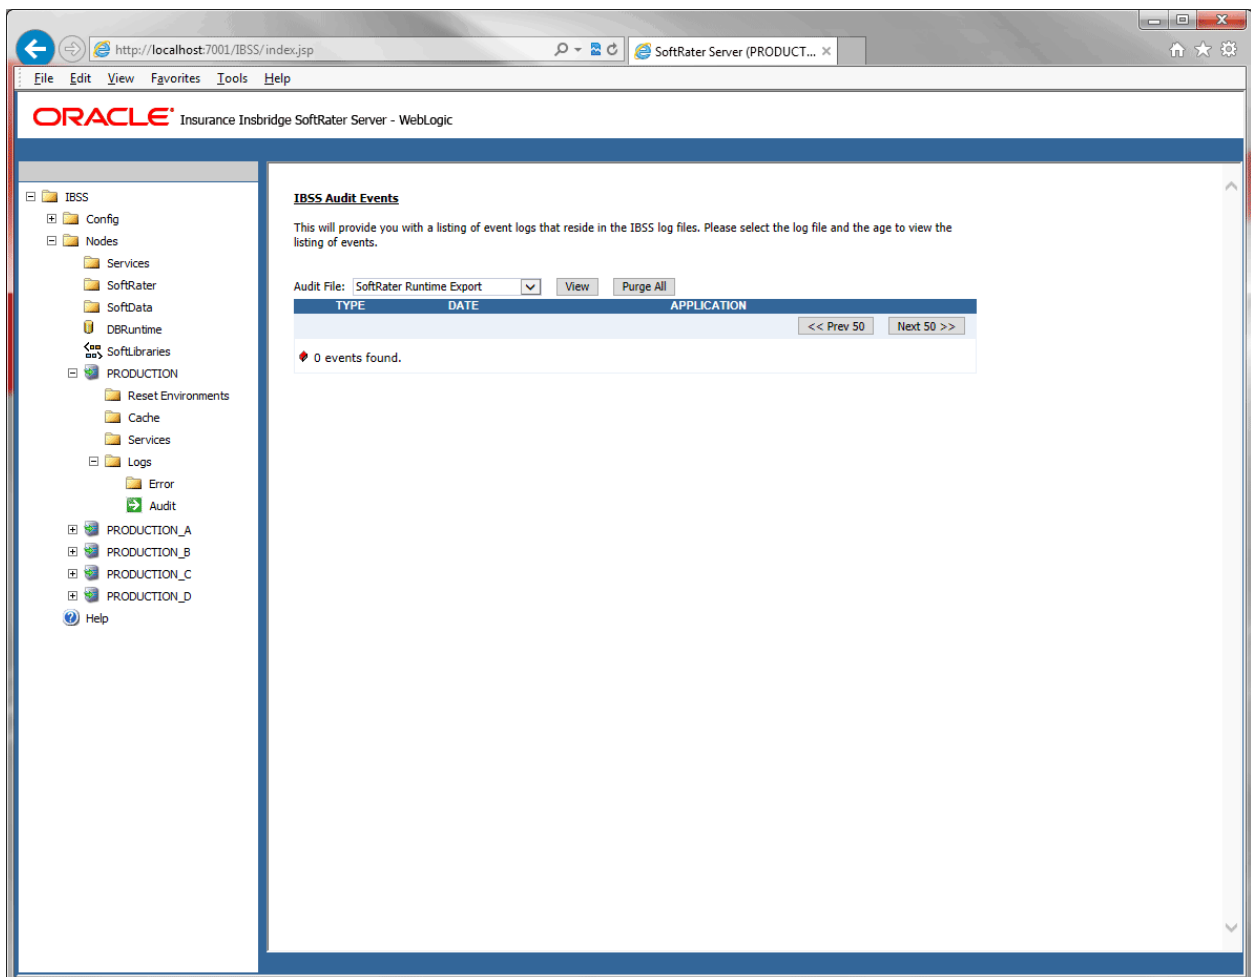 http://localhost:7001/IBSS/index.jsp
SoftRater Server (PRODUCT...
File Edit View Favorites Tools Help
ORACLE Insurance Insbridge SoftRater Server - WebLogic
IBSS
Config
Nodes
Services
SoftRater
SoftData
DBRuntime
SoftLibraries
PRODUCTION
Reset Environments
Cache
Services
Logs
Error
Audit
PRODUCTION_A
PRODUCTION_B
PRODUCTION_C
PRODUCTION_D
Help
IBSS Audit Events
This will provide you with a listing of event logs that reside in the IBSS log files. Please select the log file and the age to view the
listing of events.
Audit File: SoftRater Runtime Export View Purge All
TYPE DATE APPLICATION
<< Prev 50 Next 50 >>
0 events found.